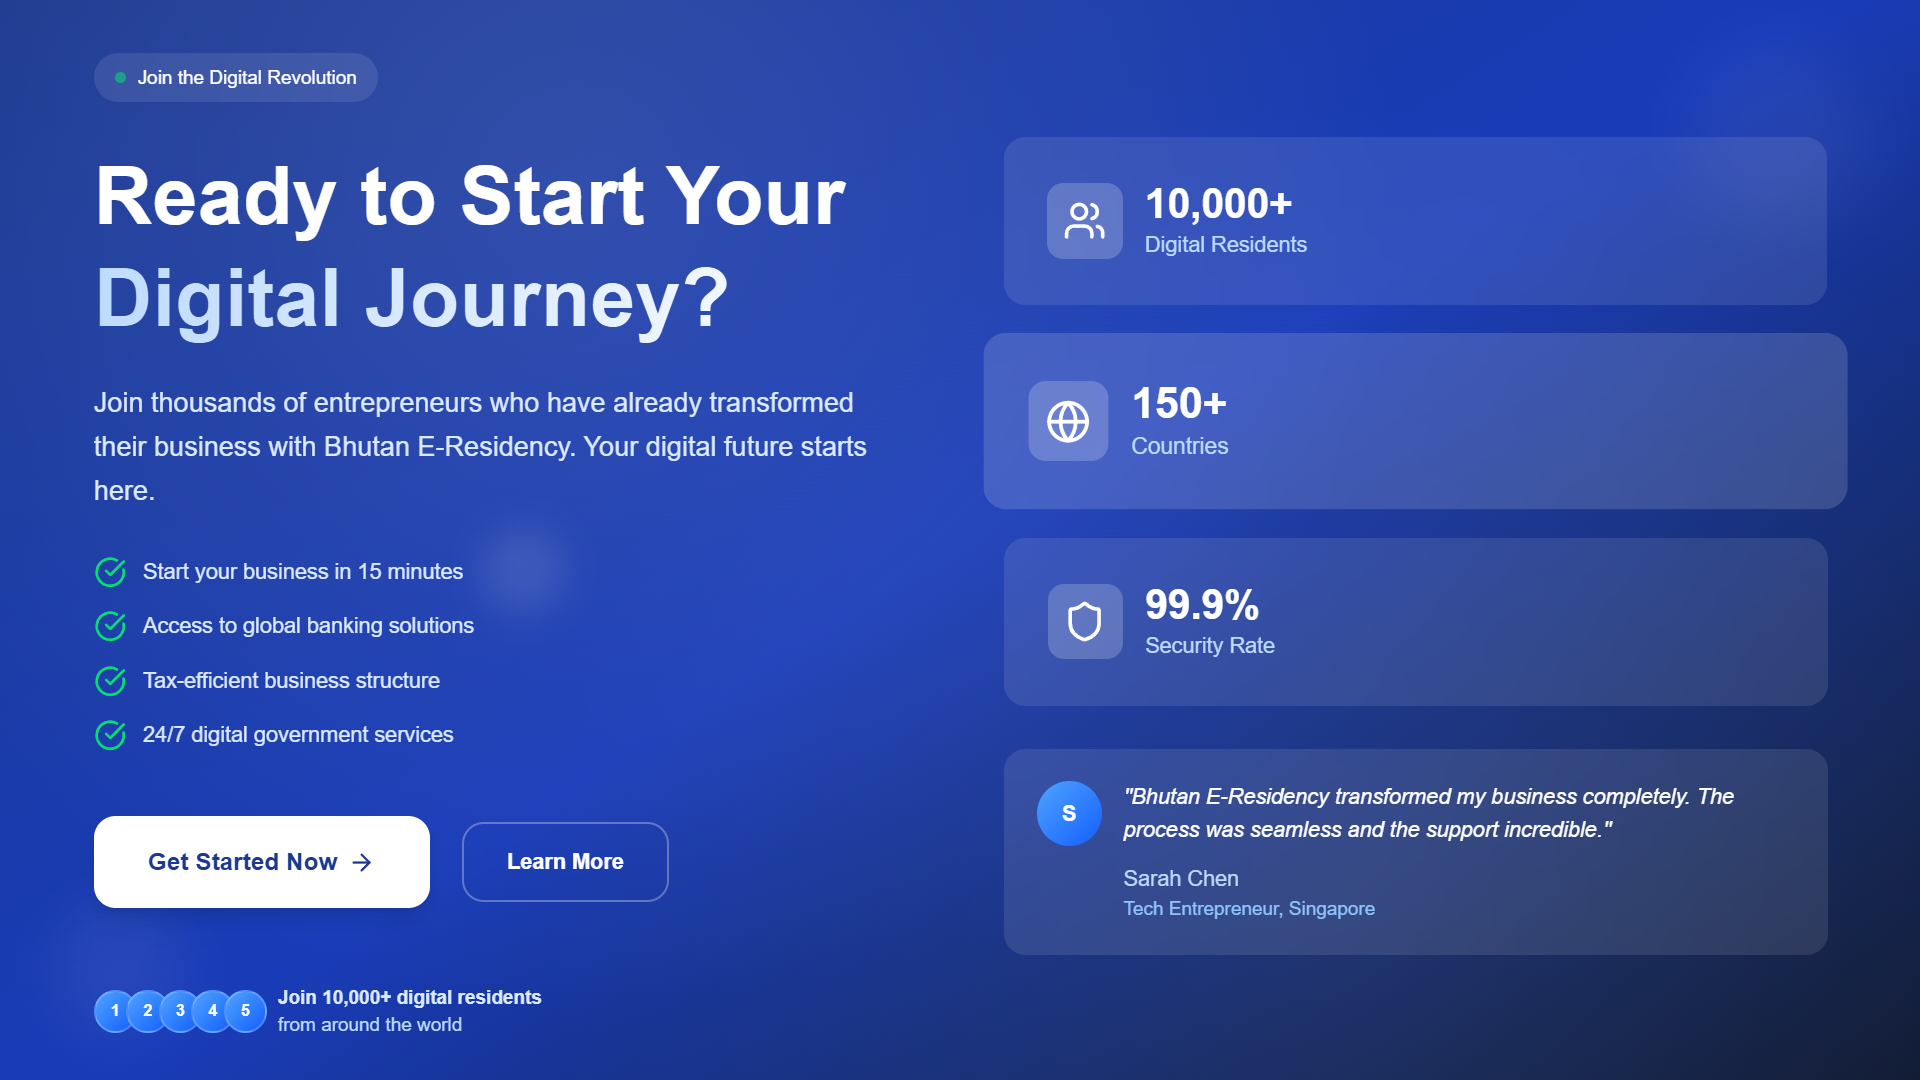 Join the Digital Revolution
Ready to Start Your
Digital Journey?
Join thousands of entrepreneurs who have already transformed
their business with Bhutan E-Residency. Your digital future starts
here.
Start your business in 15 minutes
Access to global banking solutions
Tax-efficient business structure
24/7 digital government services
Get Started Now
Learn More
1 2 3 4 5
Join 10,000+ digital residents
from around the world
10,000+
Digital Residents
150+
Countries
99.9%
Security Rate
S
"Bhutan E-Residency transformed my business completely. The
process was seamless and the support incredible."
Sarah Chen
Tech Entrepreneur, Singapore